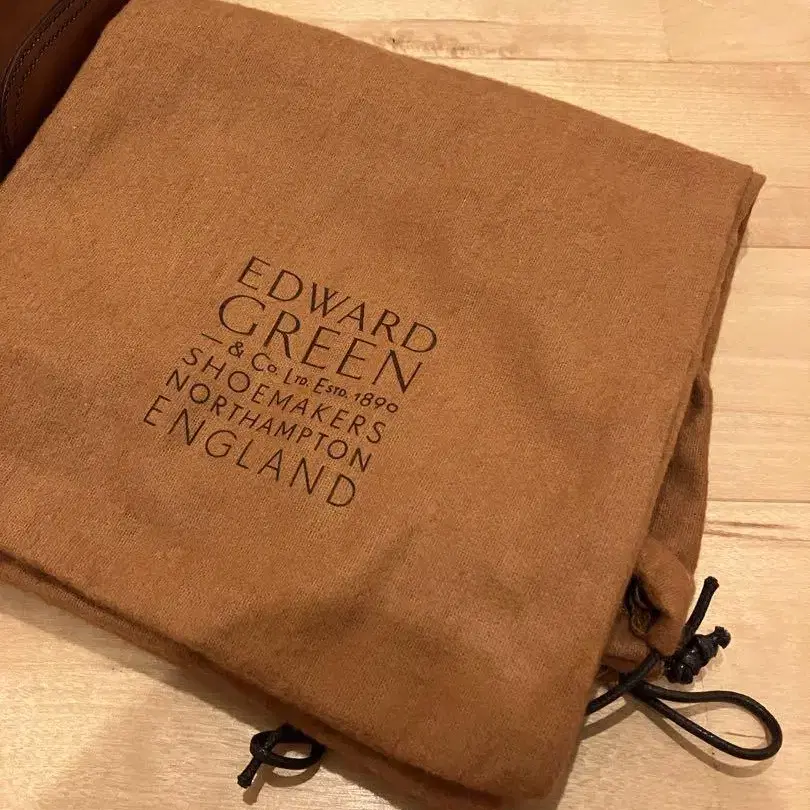 EDWARD
GREEN
& Co. LTD. ESTD. 1890
SHOEMAKERS
NORTHAMPTON
ENGLAND